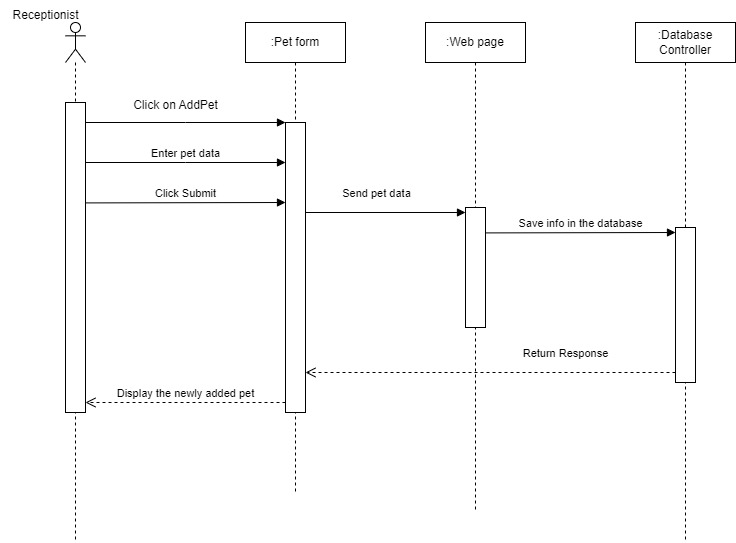 Receptionist
:Pet form
:Web page
:Database
Controller
Click on AddPet
Enter pet data
Click Submit
Send pet data
Save info in the database
Return Response
Display the newly added pet